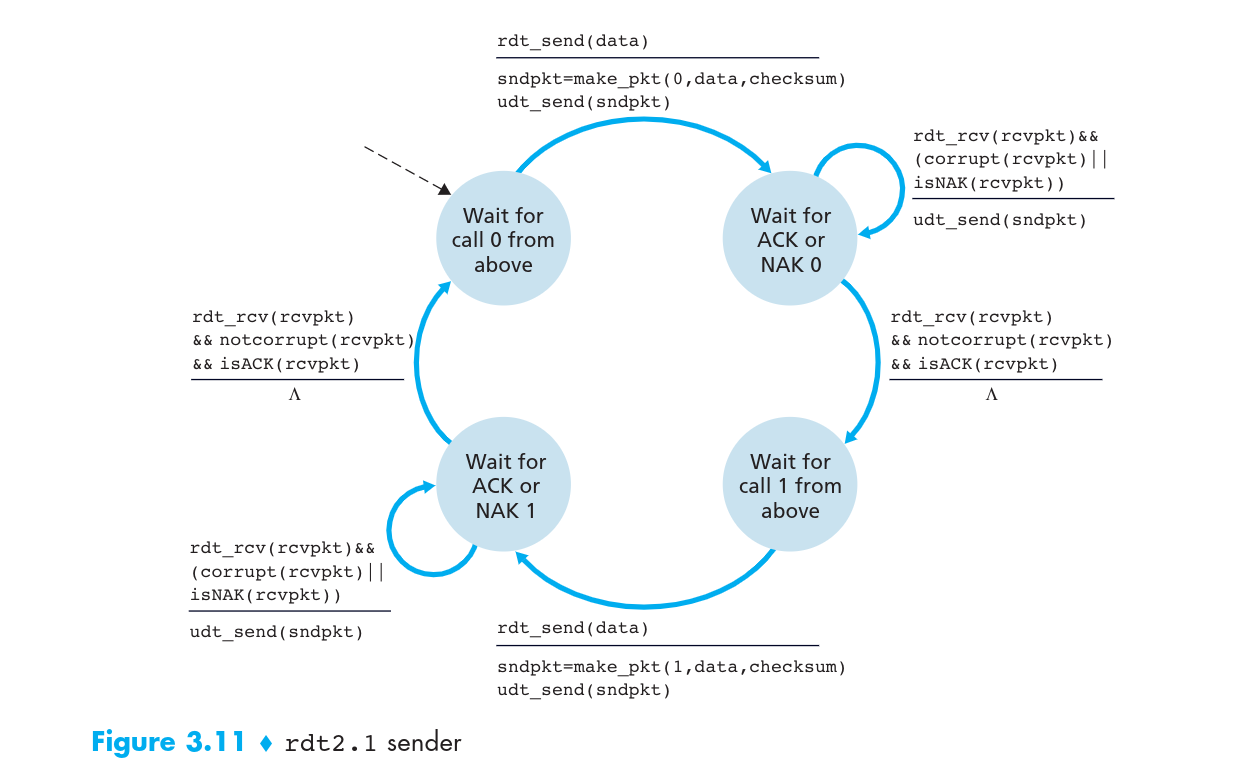 rdt_send(data)
sndpkt=make_pkt(0,data,checksum)
udt_send(sndpkt)
rdt_rcv(rcvpkt)&&
(corrupt(rcvpkt)||
isNAK(rcvpkt))
udt_send(sndpkt)
Wait for
call 0 from
above
Wait for
ACK or
NAK 0
rdt_rcv(rcvpkt)
&& notcorrupt(rcvpkt)
&& isACK(rcvpkt)
Λ
rdt_rcv(rcvpkt)
&& notcorrupt(rcvpkt)
&& isACK(rcvpkt)
Λ
Wait for
ACK or
NAK 1
Wait for
call 1 from
above
rdt_rcv(rcvpkt)&&
(corrupt(rcvpkt)||
isNAK(rcvpkt))
udt_send(sndpkt)
rdt_send(data)
sndpkt=make_pkt(1,data,checksum)
udt_send(sndpkt)
Figure 3.11 ♦ rdt2.1 sender